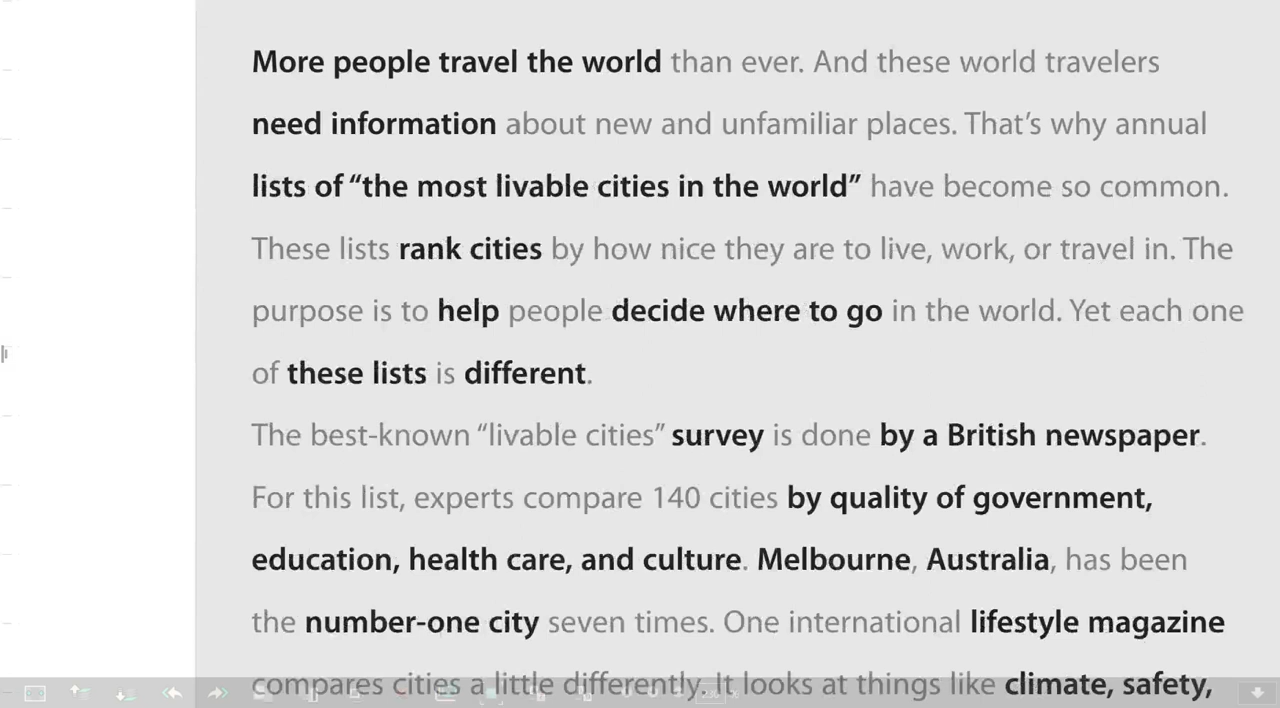 More people travel the world than ever. And these world travelers
need information about new and unfamiliar places. That’s why annual
lists of “the most livable cities in the world” have become so common.
These lists rank cities by how nice they are to live, work, or travel in. The
purpose is to help people decide where to go in the world. Yet each one
of these lists is different.
The best-known “livable cities” survey is done by a British newspaper.
For this list, experts compare 140 cities by quality of government,
education, health care, and culture. Melbourne, Australia, has been
the number-one city seven times. One international lifestyle magazine
compares cities a little differently. It looks at things like climate, safety,